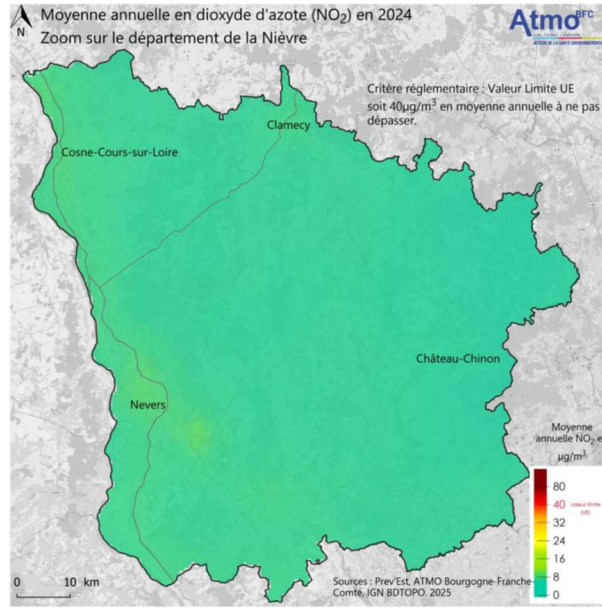 Moyenne annuelle en dioxyde d'azote (NO₂) en 2024
Zoom sur le département de la Nièvre
N
Atmo BFC
Critère réglementaire : Valeur Limite UE
soit 40µg/m³ en moyenne annuelle à ne pas
dépasser.
Clamecy
Cosne-Cours-sur-Loire
Château-Chinon
Nevers
Moyenne
annuelle NO₂ e
µg/m³
80
40 valeur limite
(UE)
32
24
16
8
0
0 10 km
Sources : Prev'Est, ATMO Bourgogne-Franche
Comté, IGN BDTOPO. 2025